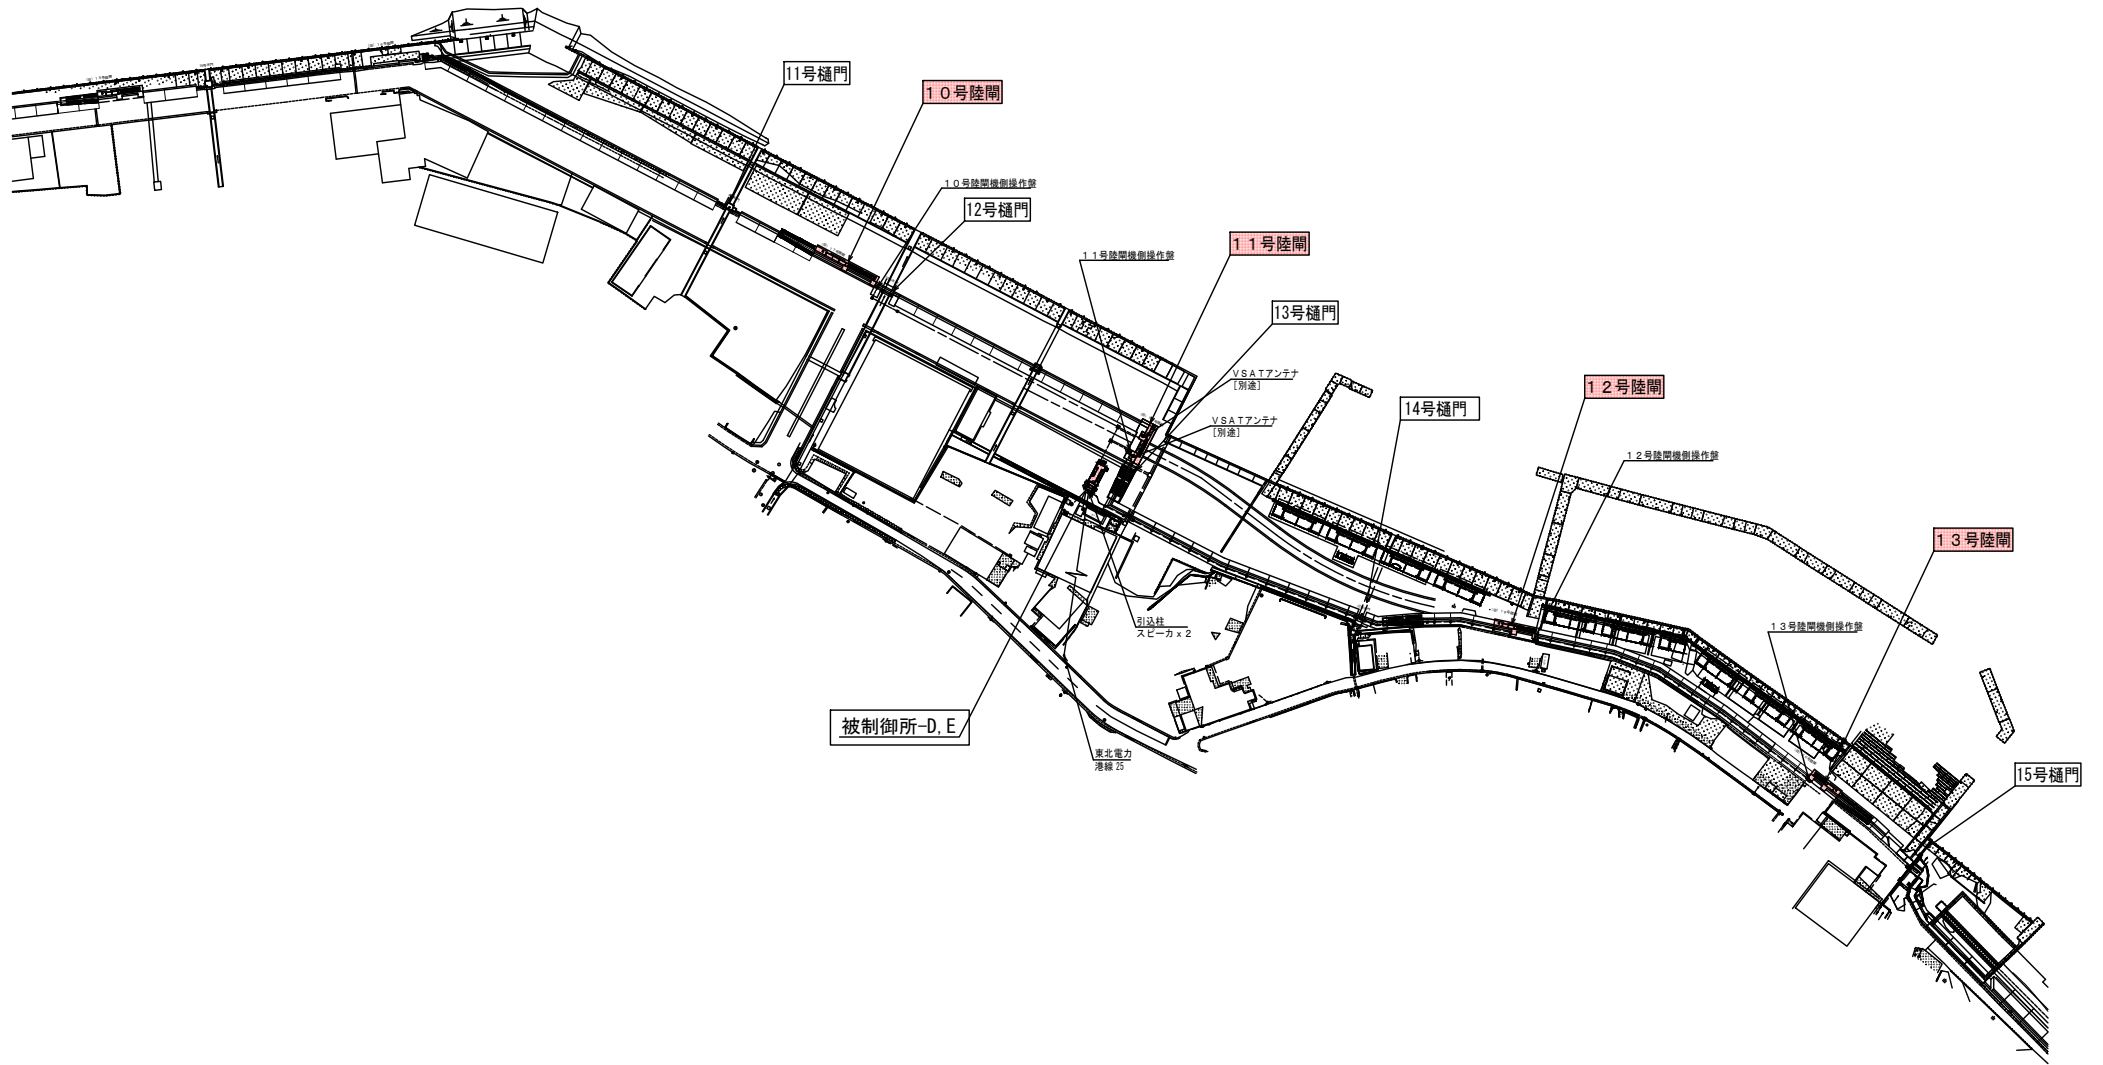 11号樋門
１０号陸閘
１０号陸閘機側操作盤
12号樋門
１１号陸閘
１１号陸閘機側操作盤
13号樋門
ＶＳＡＴアンテナ
[別途]
ＶＳＡＴアンテナ
[別途]
１２号陸閘
14号樋門
１２号陸閘機側操作盤
１３号陸閘
引込柱
スピーカｘ２
１３号陸閘機側操作盤
被制御所-D,E
東北電力
港線25
15号樋門